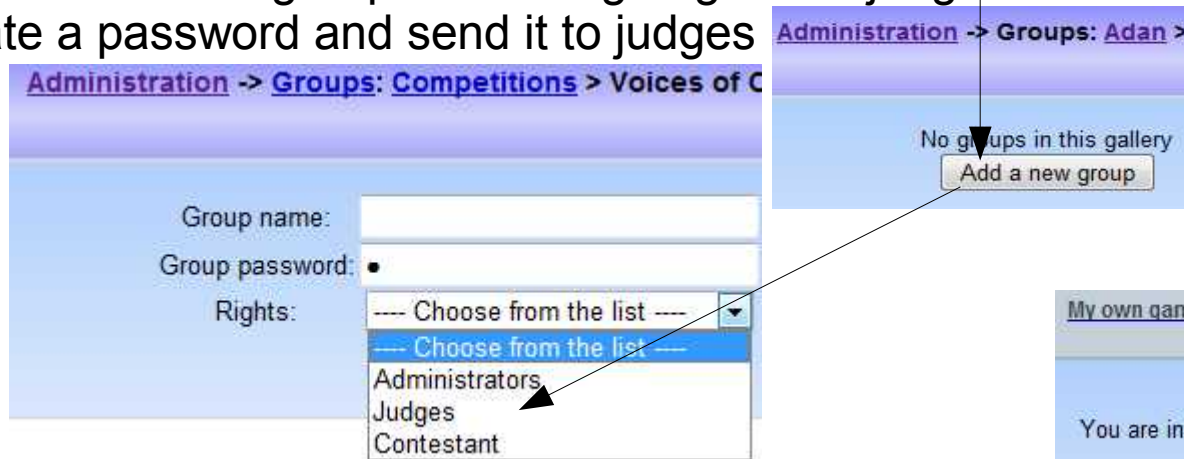 group
a password and send it to judges
Administration -> Groups: Adan >
Administration -> Groups: Competitions > Voices of
No groups in this gallery
Add a new group
Group name:
Group password: •
Rights: ---- Choose from the list ----
---- Choose from the list ----
Administrators
Judges
Contestant
My own
You are in